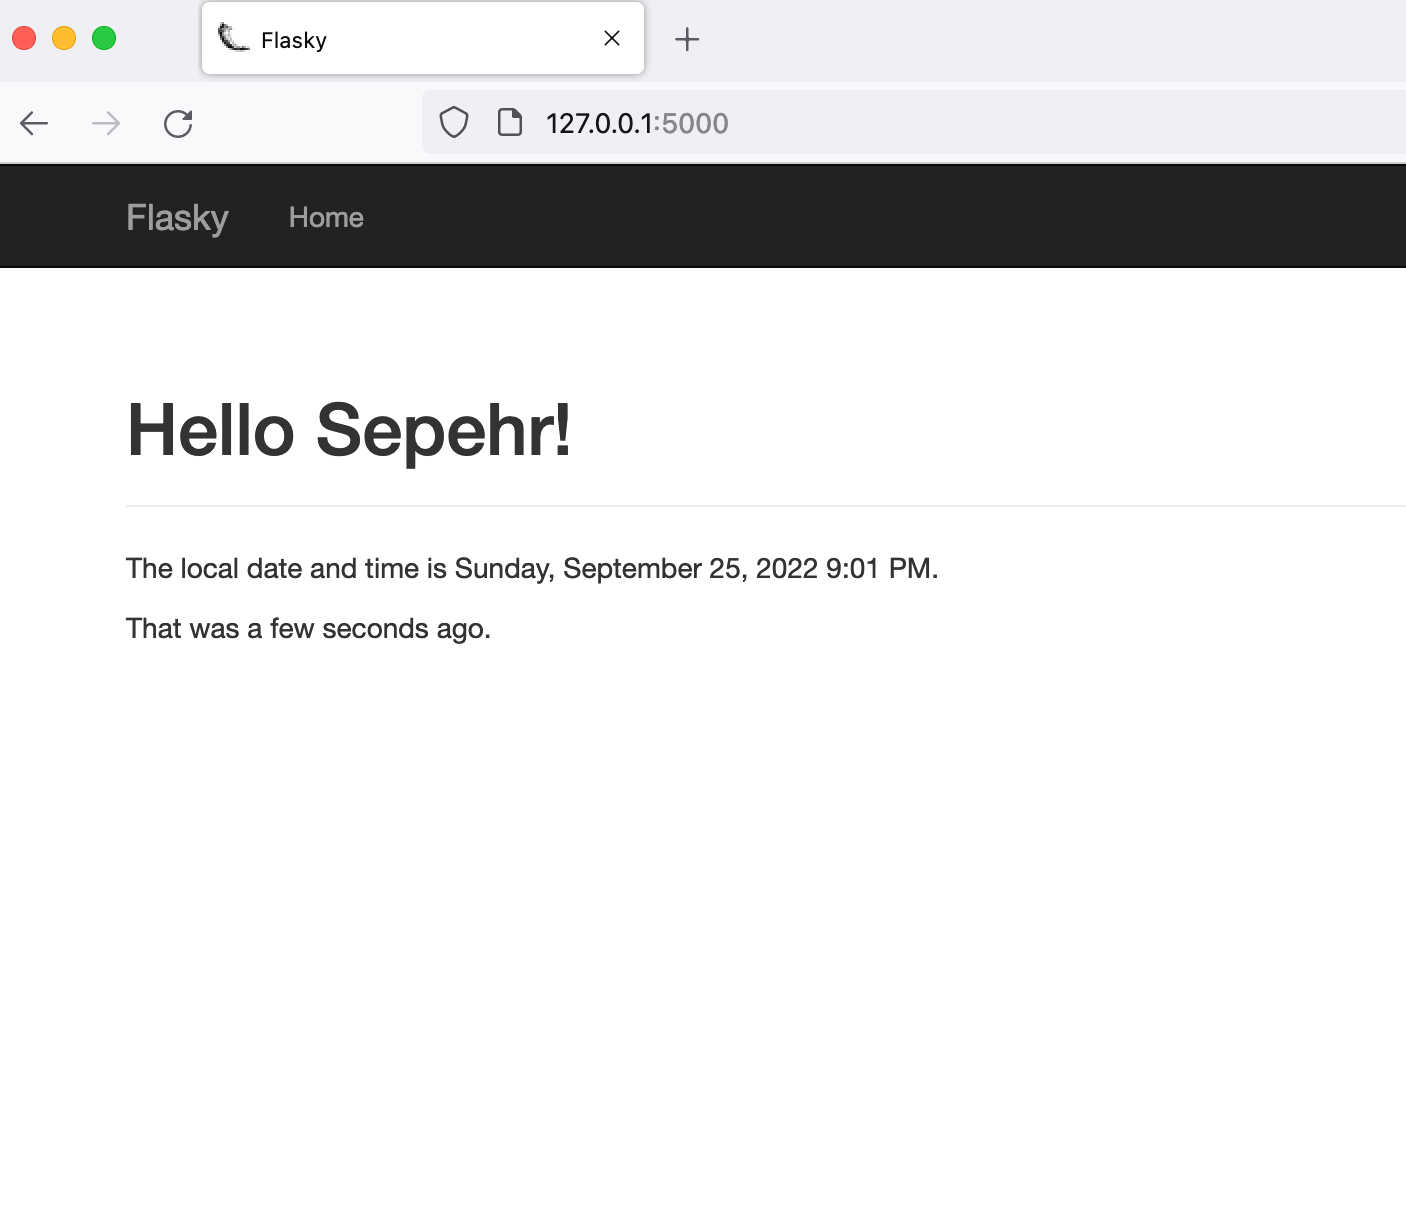 Flasky
127.0.0.1:5000
Flasky Home
Hello Sepehr!
The local date and time is Sunday, September 25, 2022 9:01 PM.
That was a few seconds ago.